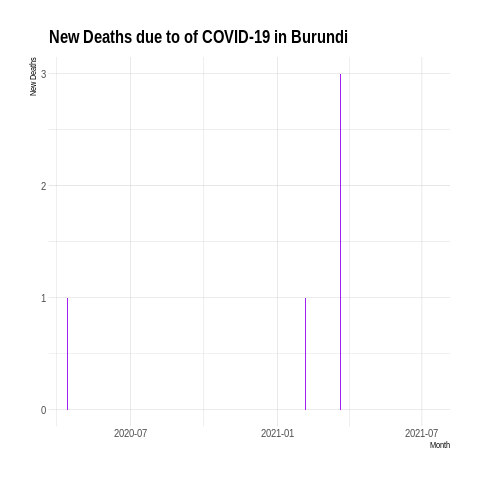 New Deaths due to of COVID-19 in Burundi
New Deaths
3
2
1
0
2020-07 2021-01 2021-07
Month